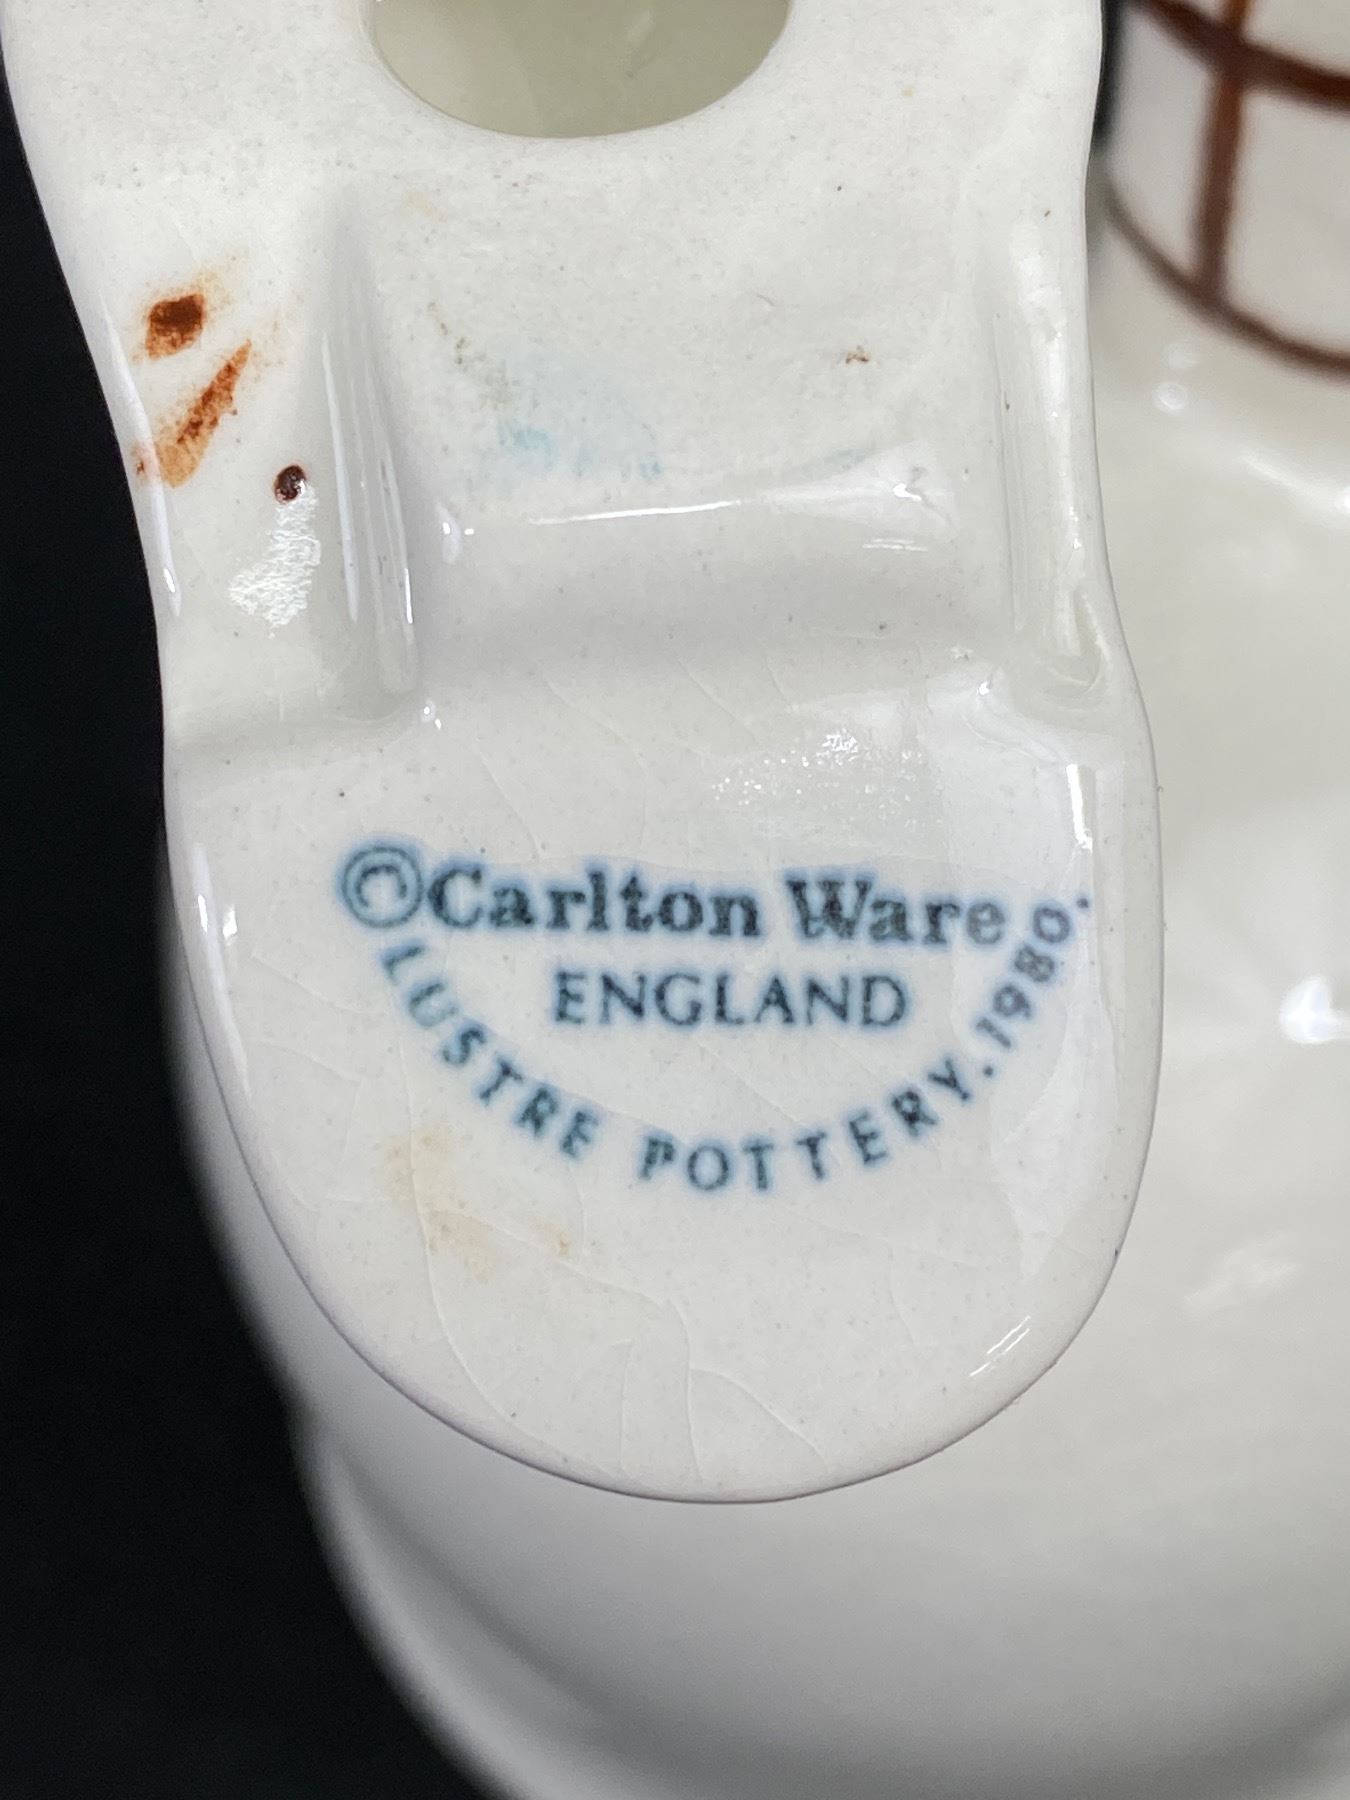 ©Carlton Ware
ENGLAND
LUSTRE POTTERY. 1980.